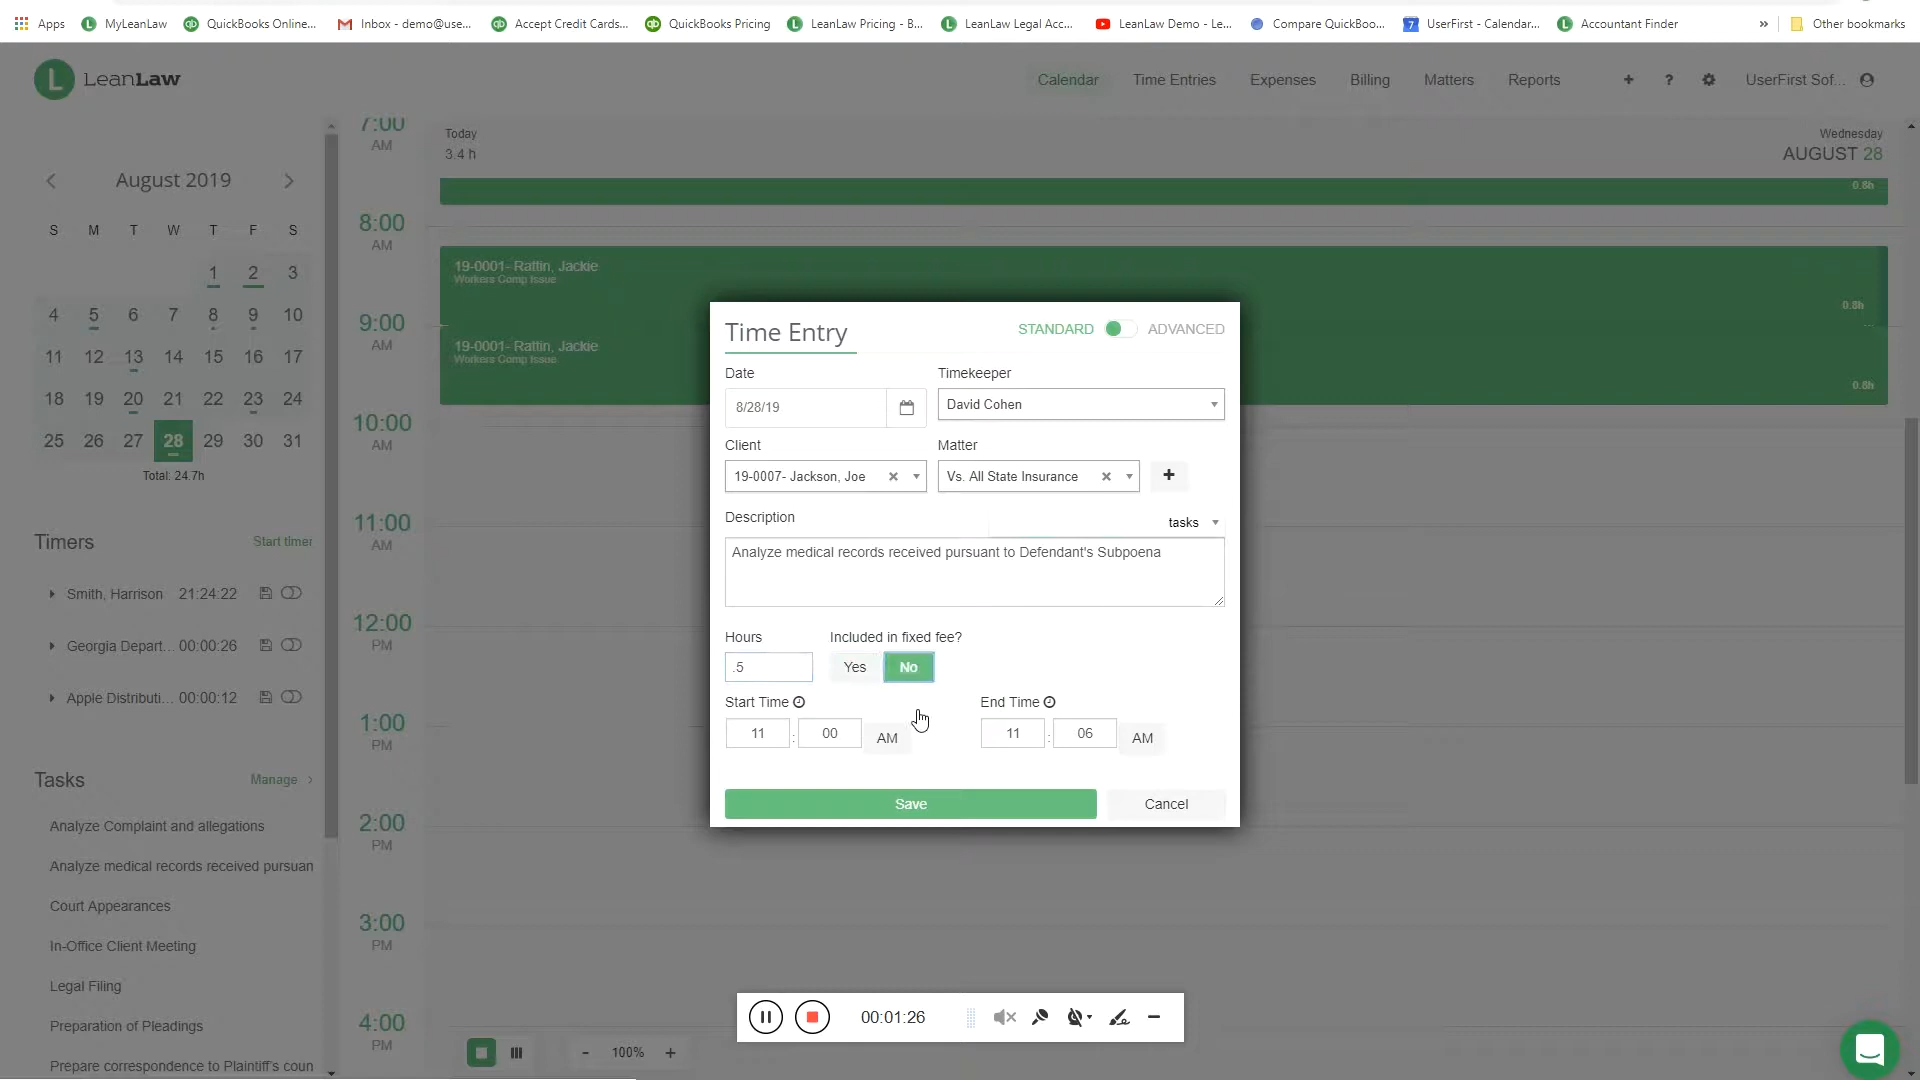 Apps MyLeanLaw QuickBooks Online... Inbox - demo@use... Accept Credit Cards... QuickBooks Pricing LeanLaw Pricing - B... LeanLaw Legal Acc... LeanLaw Demo - Le... Compare QuickBoo... UserFirst - Calendar... Accountant Finder » Other bookmarks
L LeanLaw Calendar Time Entries Expenses Billing Matters Reports + ? UserFirst Sof...
August 2019
S M T W T F S
1 2 3
4 5 6 7 8 9 10
11 12 13 14 15 16 17
18 19 20 21 22 23 24
25 26 27 28 29 30 31
Total: 24.7h
Timers Start timer
Smith, Harrison 21:24:22
Georgia Depart... 00:00:26
Apple Distributi... 00:00:12
Tasks Manage >
Analyze Complaint and allegations
Analyze medical records received pursuan
Court Appearances
In-Office Client Meeting
Legal Filing
Preparation of Pleadings
Prepare correspondence to Plaintiff's coun
7:00 AM
8:00 AM
9:00 AM
10:00 AM
11:00 AM
12:00 PM
1:00 PM
2:00 PM
3:00 PM
4:00 PM
Today
3.4 h
Wednesday
AUGUST 28
0.8h
19-0001- Rattin, Jackie
Workers Comp Issue
0.8h
...
19-0001- Rattin, Jackie
Workers Comp Issue
0.8h
Time Entry STANDARD ADVANCED
Date Timekeeper
8/28/19 David Cohen
Client Matter
19-0007- Jackson, Joe × Vs. All State Insurance × +
Description tasks
Analyze medical records received pursuant to Defendant's Subpoena
Hours Included in fixed fee?
.5 Yes No
Start Time End Time
11 : 00 AM 11 : 06 AM
Save Cancel
00:01:26
- 100% +